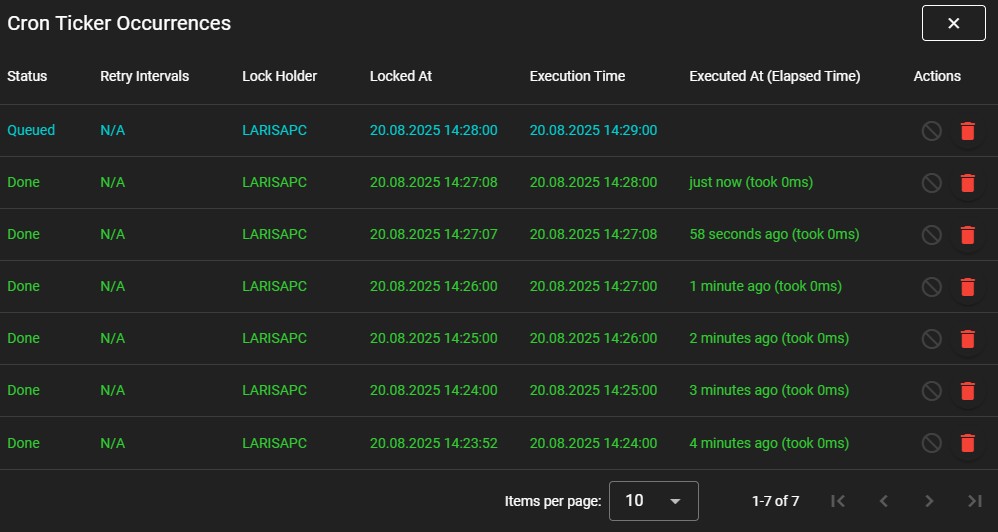 Cron Ticker Occurrences
Status Retry Intervals Lock Holder Locked At Execution Time Executed At (Elapsed Time) Actions
Queued N/A LARISAPC 20.08.2025 14:28:00 20.08.2025 14:29:00
Done N/A LARISAPC 20.08.2025 14:27:08 20.08.2025 14:28:00 just now (took 0ms)
Done N/A LARISAPC 20.08.2025 14:27:07 20.08.2025 14:27:08 58 seconds ago (took 0ms)
Done N/A LARISAPC 20.08.2025 14:26:00 20.08.2025 14:27:00 1 minute ago (took 0ms)
Done N/A LARISAPC 20.08.2025 14:25:00 20.08.2025 14:26:00 2 minutes ago (took 0ms)
Done N/A LARISAPC 20.08.2025 14:24:00 20.08.2025 14:25:00 3 minutes ago (took 0ms)
Done N/A LARISAPC 20.08.2025 14:23:52 20.08.2025 14:24:00 4 minutes ago (took 0ms)
Items per page: 10 1-7 of 7